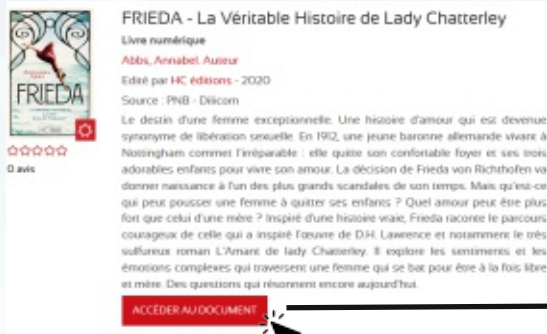 FRIEDA - La Véritable Histoire de Lady Chatterley
Livre numérique
Abbs, Annabel. Auteur
Edité par HC éditions - 2020
Source : PNB - Dilicom
Le destin d'une femme exceptionnelle. Une histoire d'amour qui est devenue
synonyme de libération sexuelle. En 1912, une jeune baronne allemande vivant à
Nottingham commet l'irréparable : elle quitte son confortable foyer et ses trois
adorables enfants pour vivre son amour. La décision de Frieda von Richthofen va
donner naissance à l'un des plus grands scandales de son temps. Mais qu'est-ce
qui peut pousser une femme à quitter ses enfants ? Quel amour peut être plus
fort que celui d'une mère ? Inspiré d'une histoire vraie, Frieda raconte le parcours
courageux de celle qui a inspiré l'œuvre de D.H. Lawrence et notamment le très
sulfureux roman L'Amant de lady Chatterley. Il explore les sentiments et les
émotions complexes qui traversent une femme qui se bat pour être à la fois libre
et mère. Des questions qui résonnent encore aujourd'hui.
FRIEDA
0 avis
ACCÉDER AU DOCUMENT